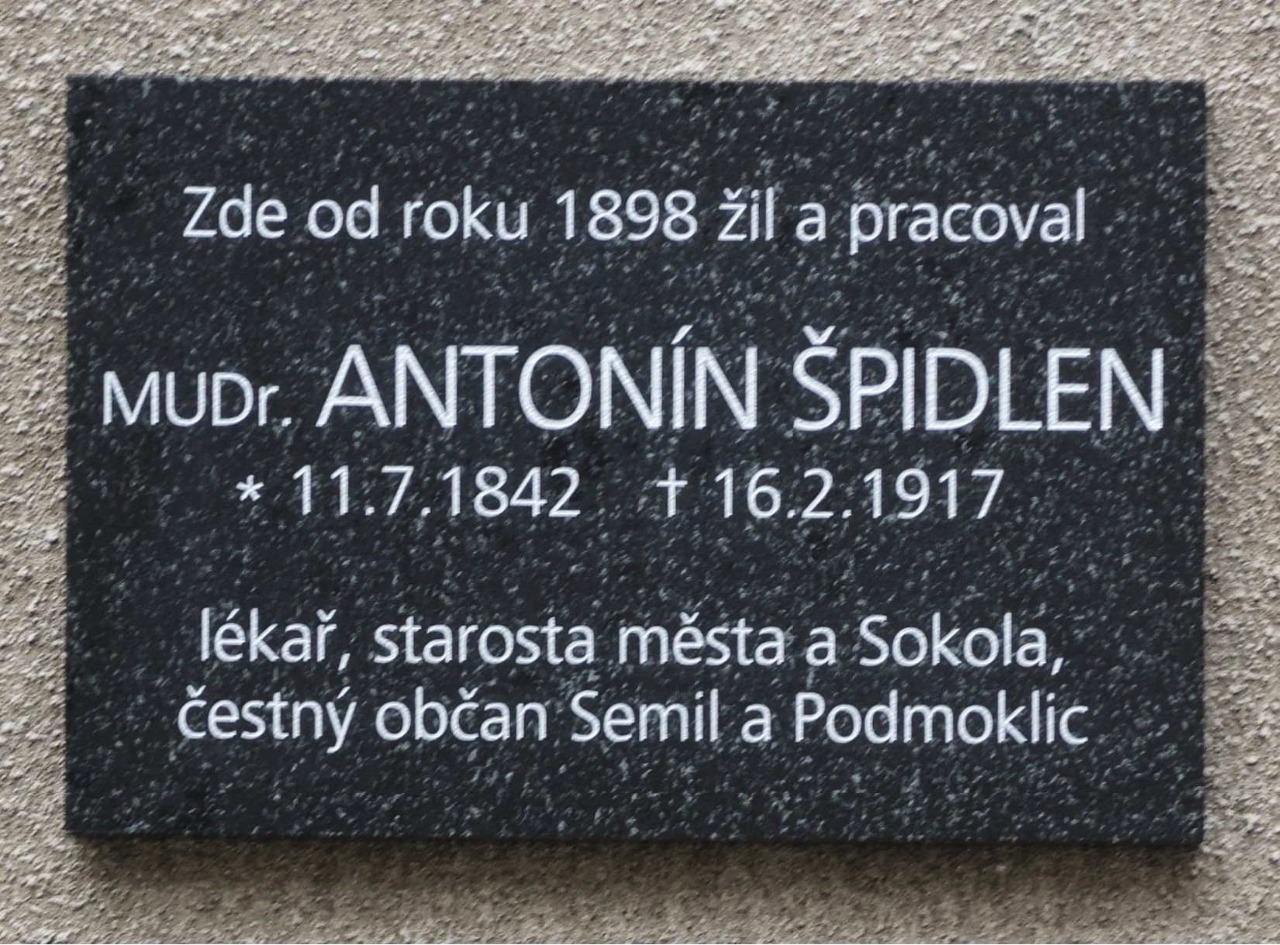 Zde od roku 1898 žil a pracoval
MUDr. ANTONÍN ŠPIDLEN
* 11.7.1842 † 16.2.1917
lékař, starosta města a Sokola,
čestný občan Semil a Podmoklic